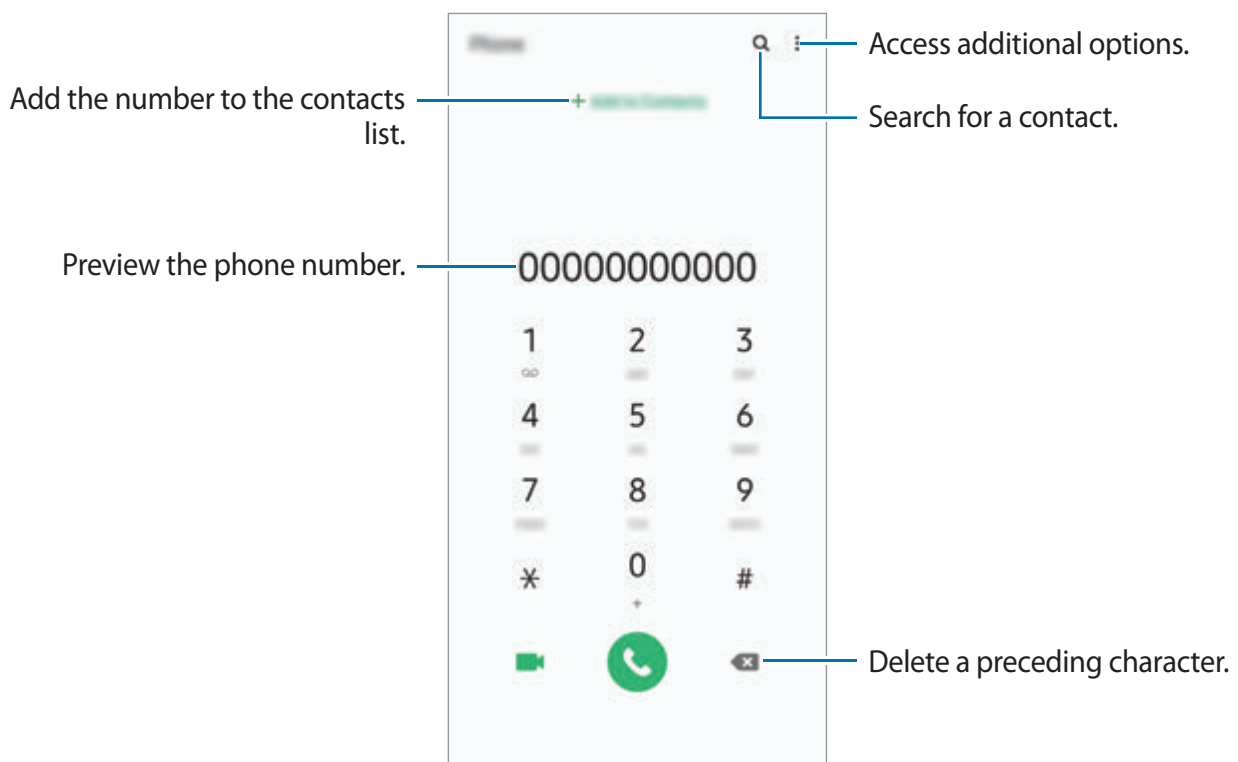 Access additional options.
Add the number to the contacts
list.
Search for a contact.
Preview the phone number.
00000000000
1 2 3
4 5 6
7 8 9
* 0 #
+
Delete a preceding character.